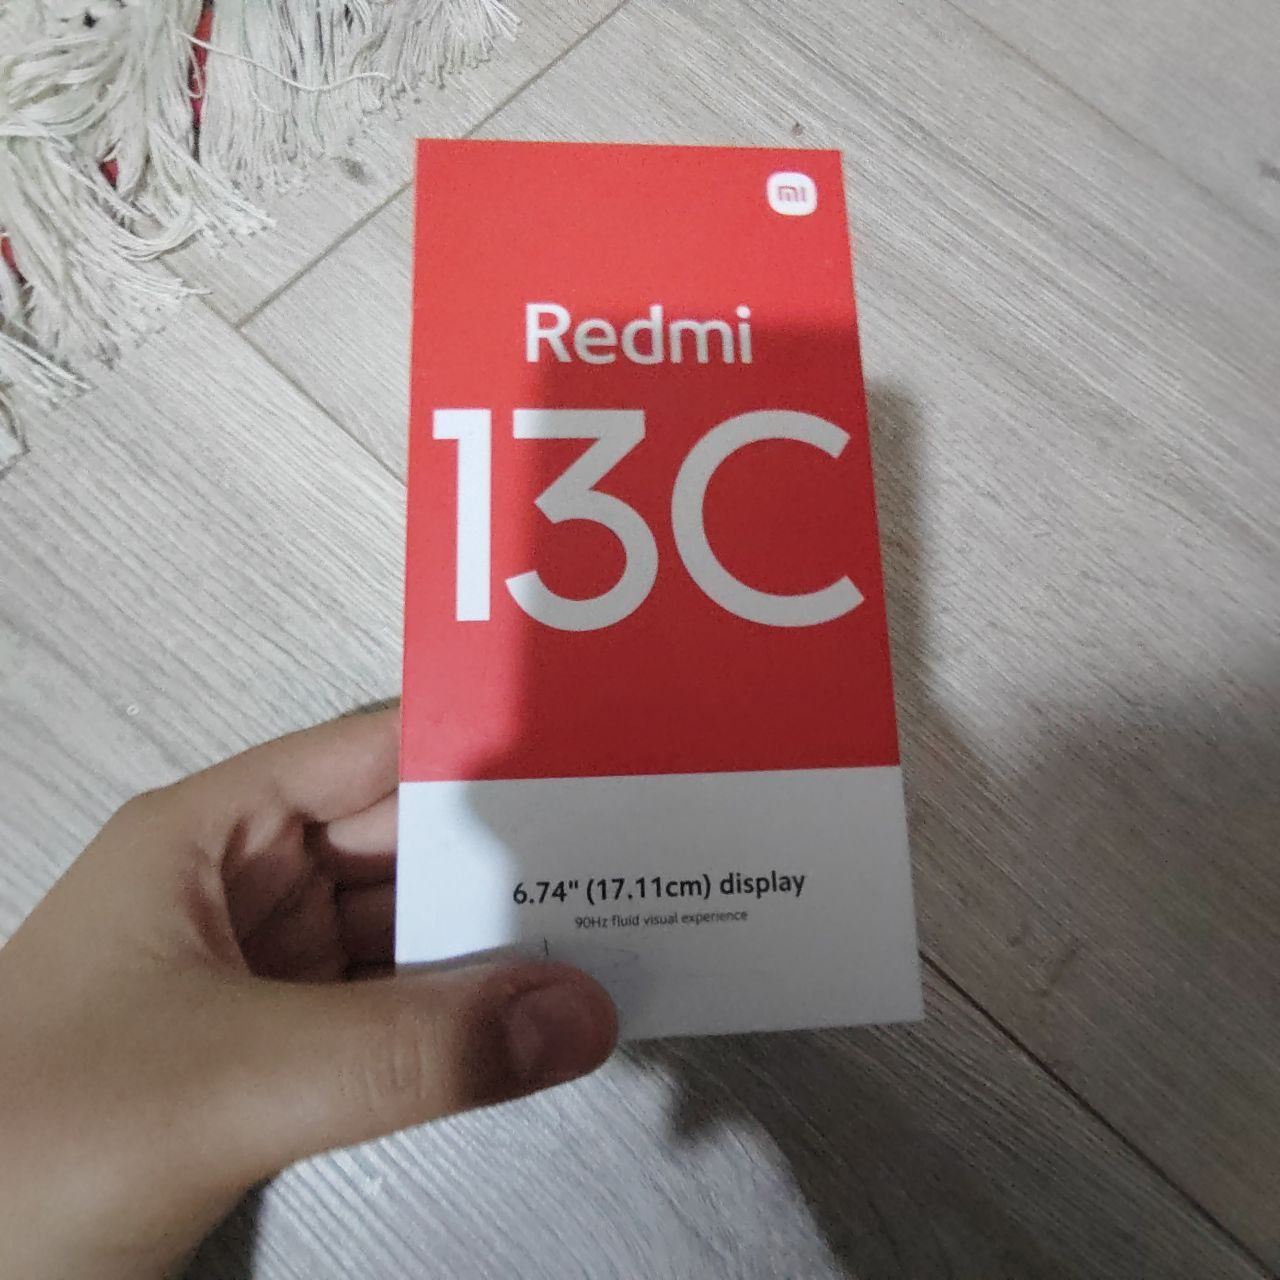 mi
Redmi
13C
6.74" (17.11cm) display
90Hz fluid visual experience